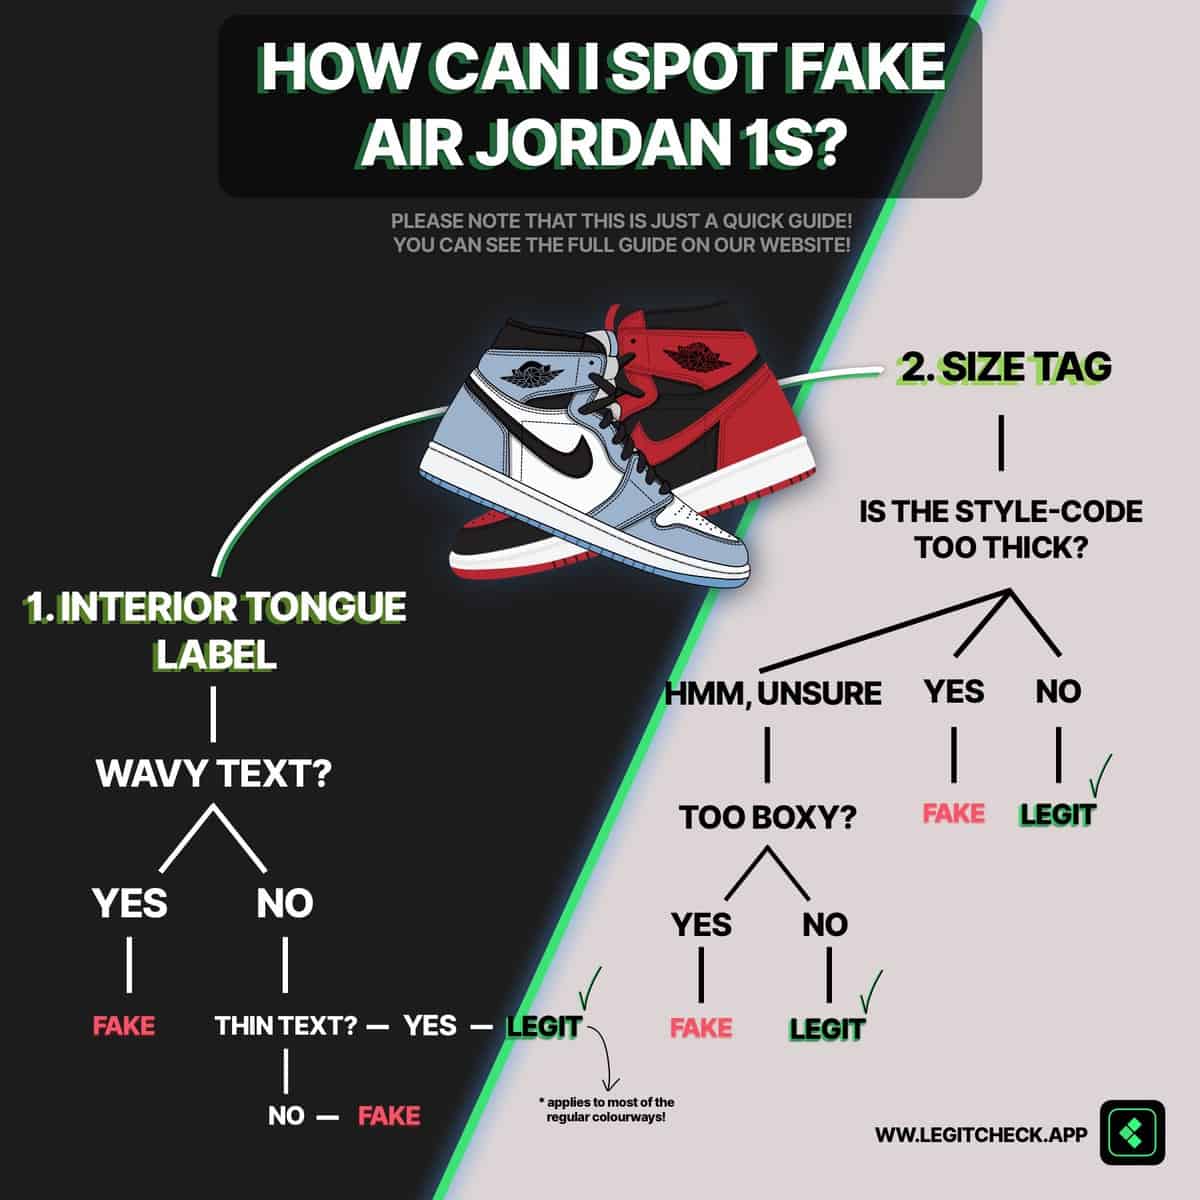 HOW CAN I SPOT FAKE
AIR JORDAN 1S?
PLEASE NOTE THAT THIS IS JUST A QUICK GUIDE!
YOU CAN SEE THE FULL GUIDE ON OUR WEBSITE!
1. INTERIOR TONGUE
LABEL
WAVY TEXT?
YES NO
FAKE THIN TEXT? — YES — LEGIT
NO — FAKE
* applies to most of the
regular colourways!
2. SIZE TAG
IS THE STYLE-CODE
TOO THICK?
HMM, UNSURE YES NO
TOO BOXY? FAKE LEGIT
YES NO
FAKE LEGIT
WW.LEGITCHECK.APP